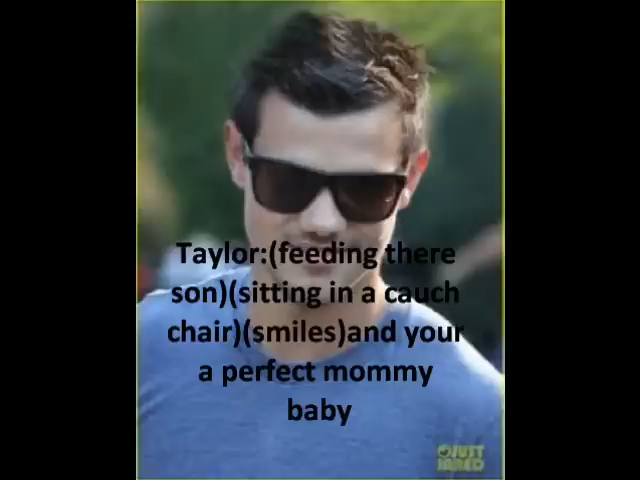 Taylor:(feeding there
son)(sitting in a cauch
chair)(smiles)and your
a perfect mommy
baby
JUST
JARED